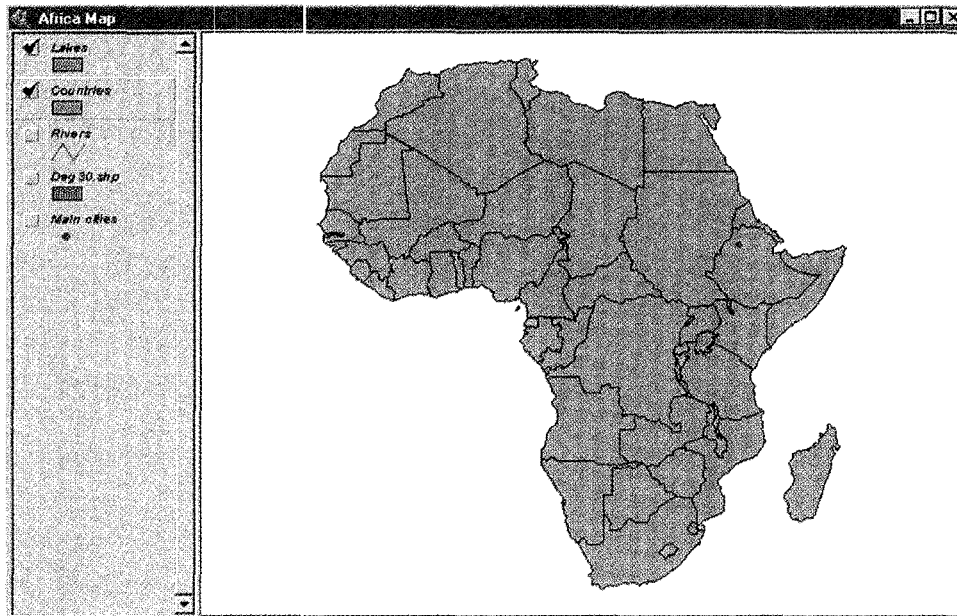 Africa Map
Lakes
Countries
Rivers
Deg 30.shp
Main cities